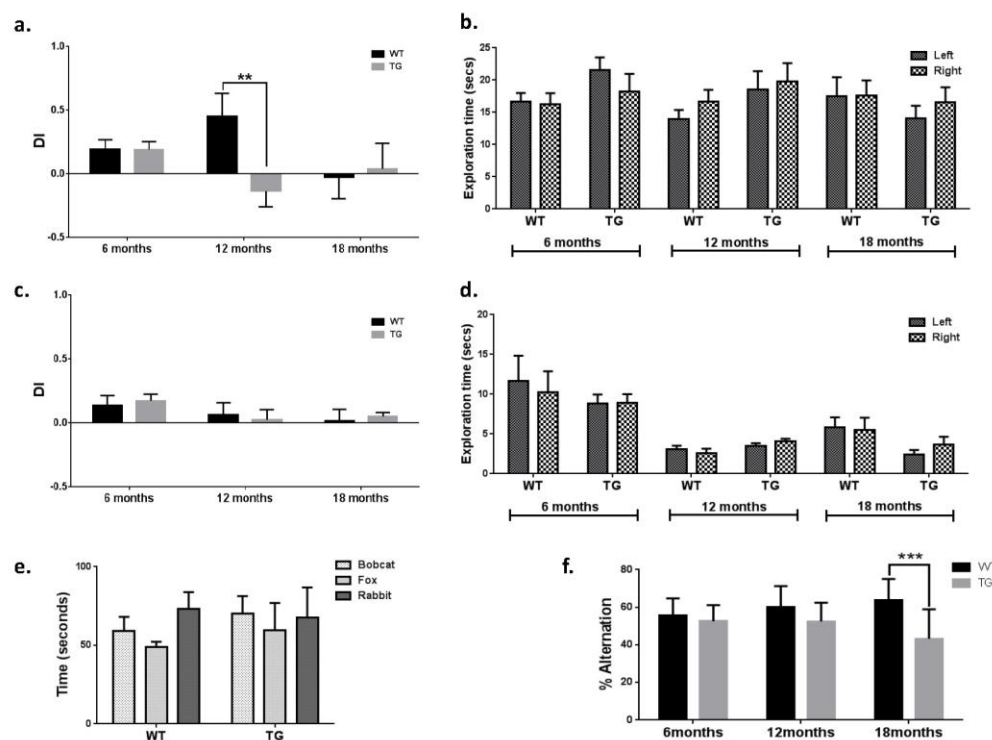 a.
1.0
0.5
0.0
-0.5
DI
WT
TG
**
6 months
12 months
18 months
b.
25
20
15
10
5
0
Exploration time (secs)
Left
Right
WT
TG
WT
TG
WT
TG
6 months
12 months
18 months
c.
1.0
0.5
0.0
-0.5
DI
WT
TG
6 months
12 months
18 months
d.
20
15
10
5
0
Exploration time (secs)
Left
Right
WT
TG
WT
TG
WT
TG
6 months
12 months
18 months
e.
100
50
0
Time (seconds)
Bobcat
Fox
Rabbit
WT
TG
f.
80
60
40
20
0
% Alternation
***
TG
6months
12months
18months